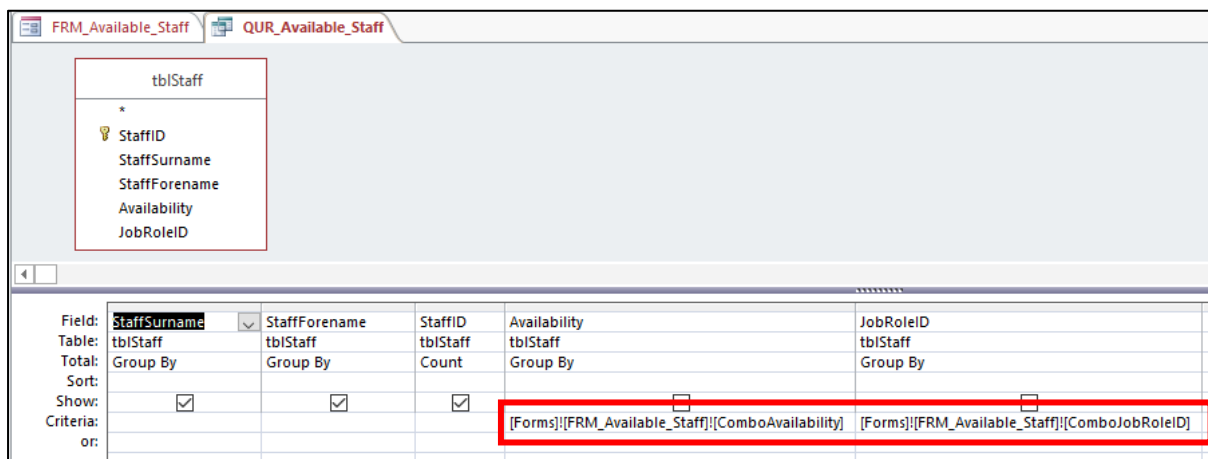 FRM_Available_Staff QUR_Available_Staff
tblStaff
*
StaffID
StaffSurname
StaffForename
Availability
JobRoleID
Field: StaffSurname StaffForename StaffID Availability JobRoleID
Table: tblStaff tblStaff tblStaff tblStaff tblStaff
Total: Group By Group By Count Group By Group By
Sort:
Show:
Criteria: [Forms]![FRM_Available_Staff]![ComboAvailability] [Forms]![FRM_Available_Staff]![ComboJobRoleID]
or: